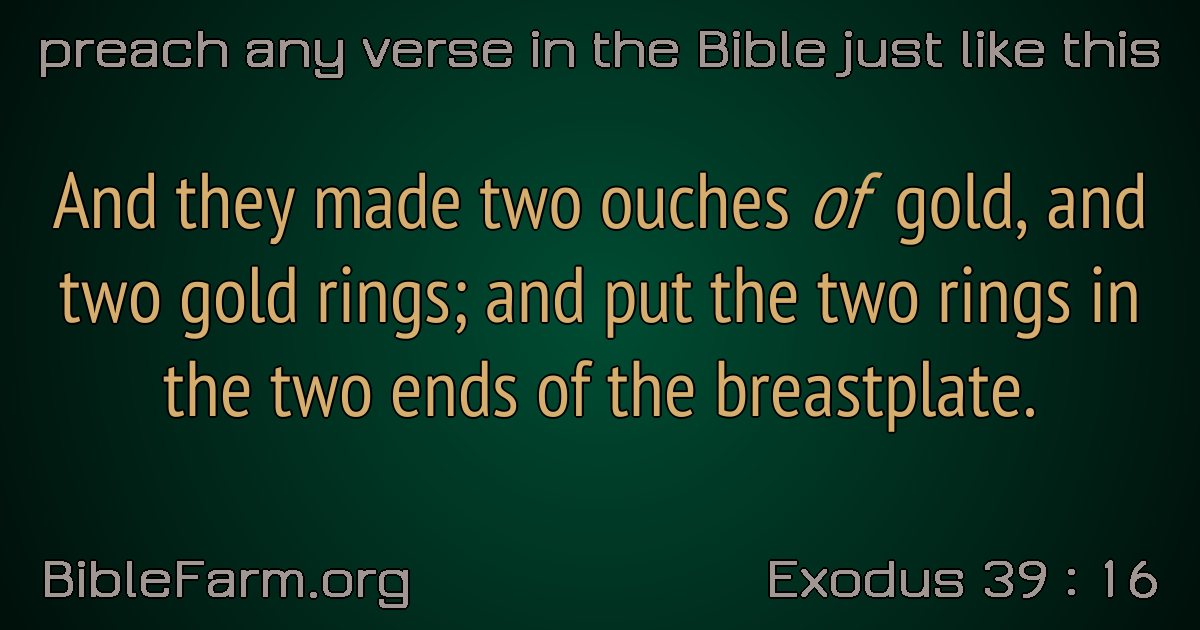 preach any verse in the Bible just like this
And they made two ouches of gold, and
two gold rings; and put the two rings in
the two ends of the breastplate.
BibleFarm.org
Exodus 39 : 16